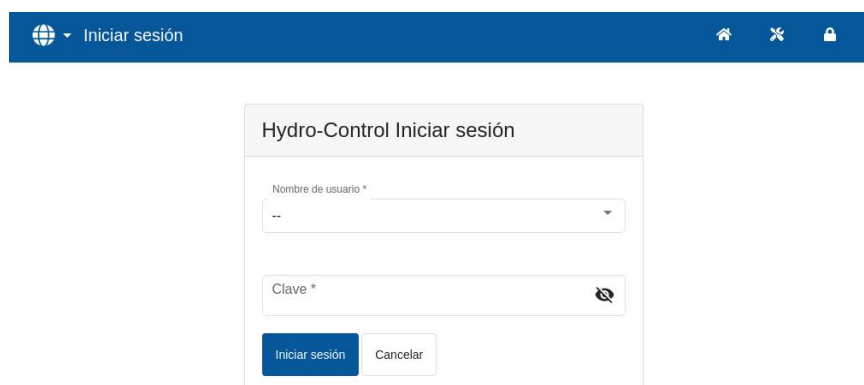 Iniciar sesión
Hydro-Control Iniciar sesión
Nombre de usuario *
--
Clave *
Iniciar sesión Cancelar